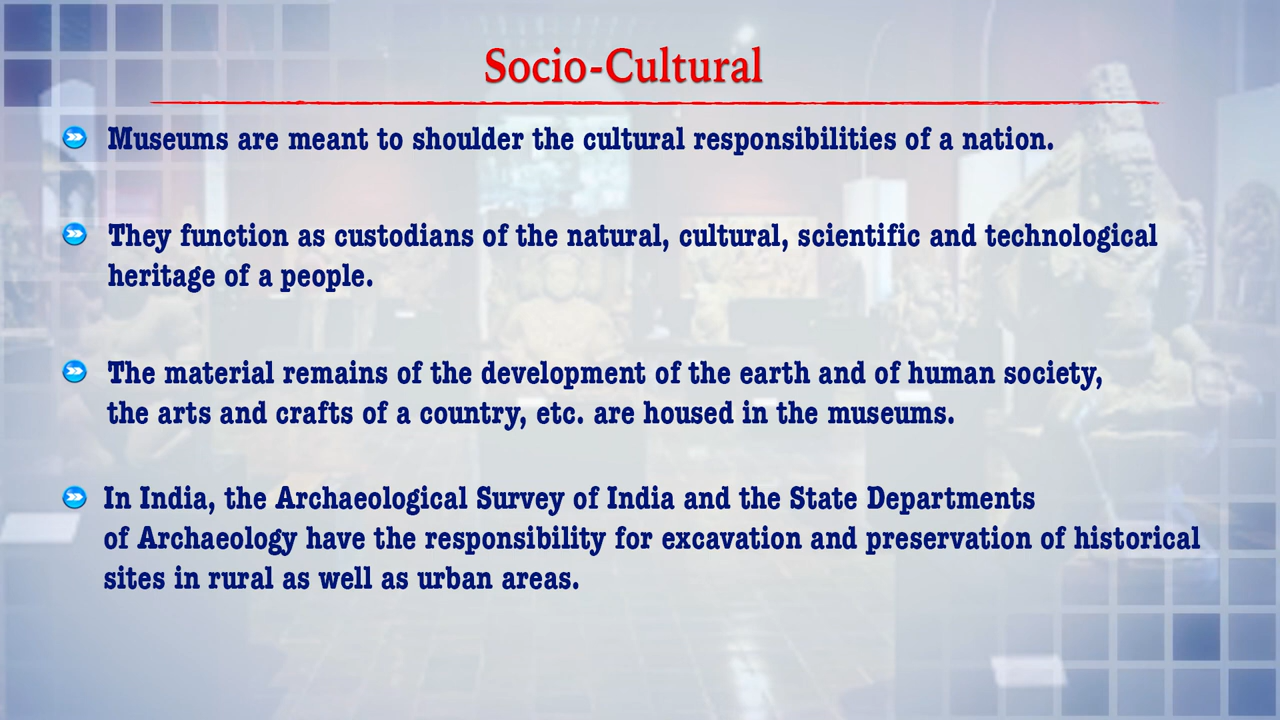 Socio-Cultural
Museums are meant to shoulder the cultural responsibilities of a nation.
They function as custodians of the natural, cultural, scientific and technological
heritage of a people.
The material remains of the development of the earth and of human society,
the arts and crafts of a country, etc. are housed in the museums.
In India, the Archaeological Survey of India and the State Departments
of Archaeology have the responsibility for excavation and preservation of historical
sites in rural as well as urban areas.